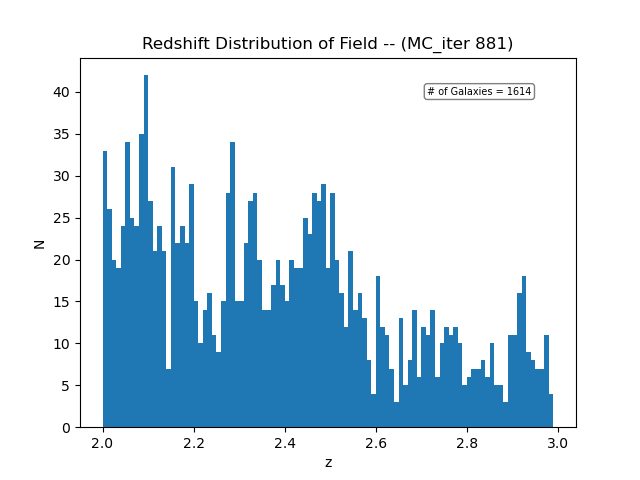 Redshift Distribution of Field -- (MC_iter 881)
# of Galaxies = 1614
40
35
30
25
20
15
10
5
0
N
2.0 2.2 2.4 2.6 2.8 3.0
z